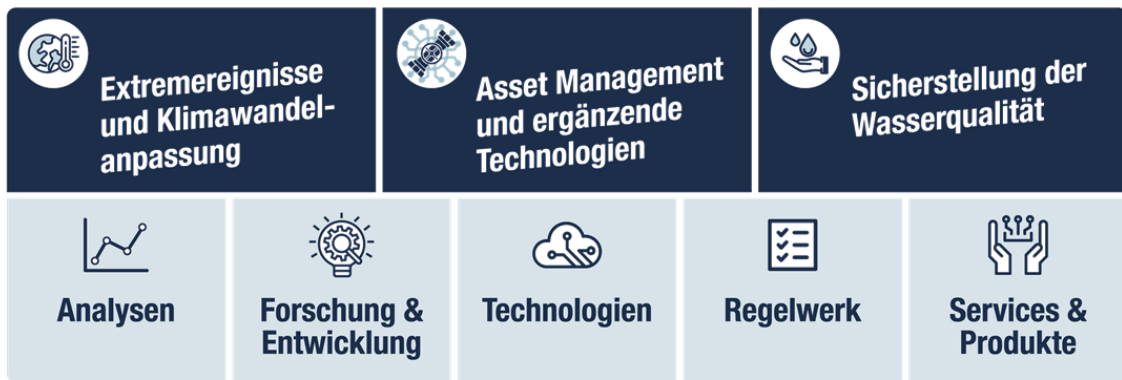 Extremereignisse
und Klimawandel-
anpassung
Asset Management
und ergänzende
Technologien
Sicherstellung der
Wasserqualität
Analysen
Forschung &
Entwicklung
Technologien
Regelwerk
Services &
Produkte